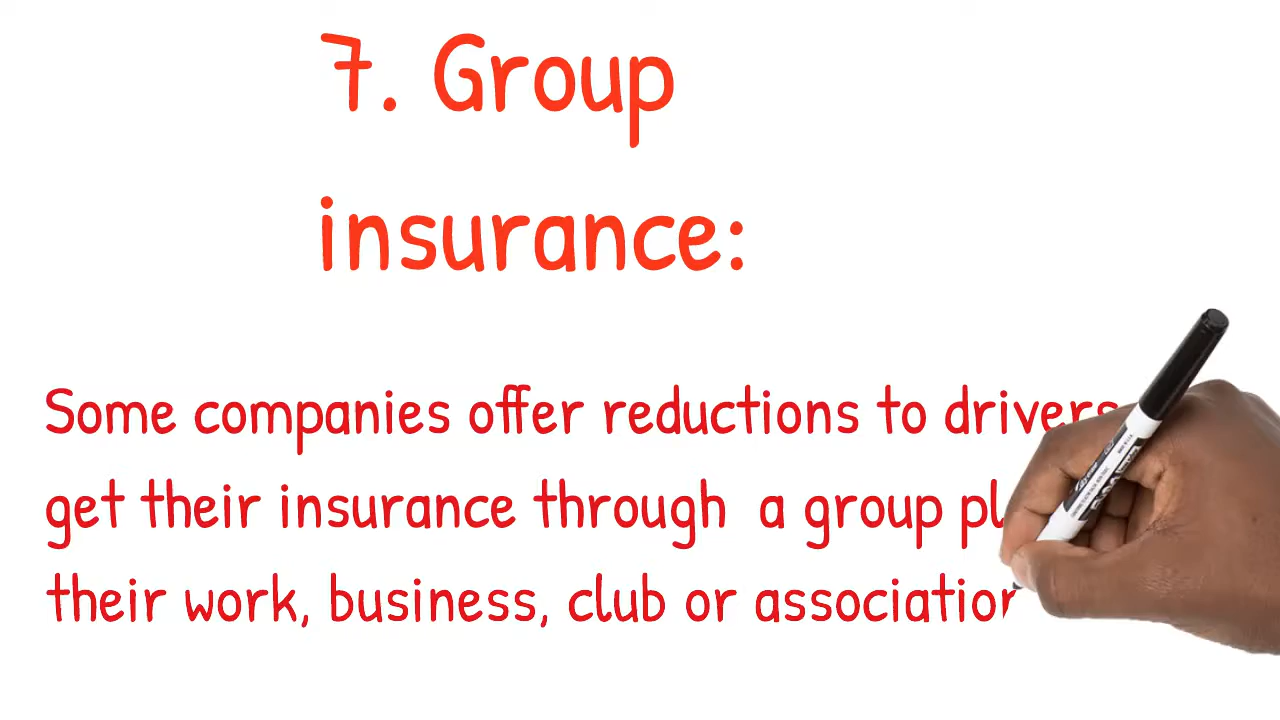 7. Group
insurance:
Some companies offer reductions to drivers
get their insurance through a group
their work, business, club or